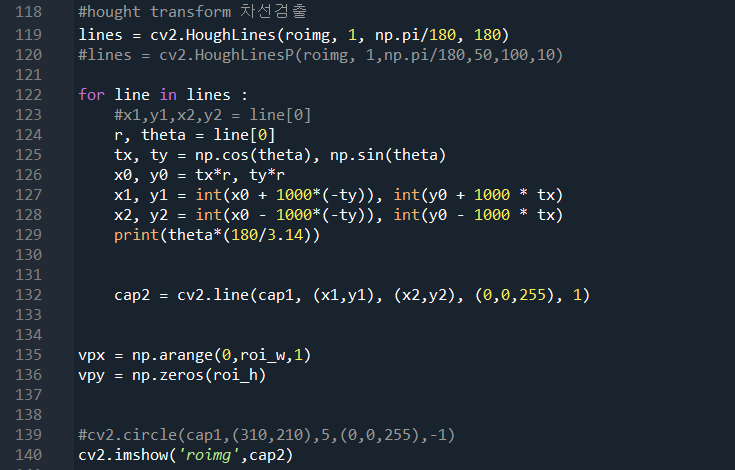 118 #hought transform 차선검출
119 lines = cv2.HoughLines(roimg, 1, np.pi/180, 180)
120 #lines = cv2.HoughLinesP(roimg, 1,np.pi/180,50,100,10)
121
122 for line in lines :
123     #x1,y1,x2,y2 = line[0]
124     r, theta = line[0]
125     tx, ty = np.cos(theta), np.sin(theta)
126     x0, y0 = tx*r, ty*r
127     x1, y1 = int(x0 + 1000*(-ty)), int(y0 + 1000 * tx)
128     x2, y2 = int(x0 - 1000*(-ty)), int(y0 - 1000 * tx)
129     print(theta*(180/3.14))
130
131
132     cap2 = cv2.line(cap1, (x1,y1), (x2,y2), (0,0,255), 1)
133
134
135 vpx = np.arange(0,roi_w,1)
136 vpy = np.zeros(roi_h)
137
138
139 #cv2.circle(cap1,(310,210),5,(0,0,255),-1)
140 cv2.imshow('roimg',cap2)